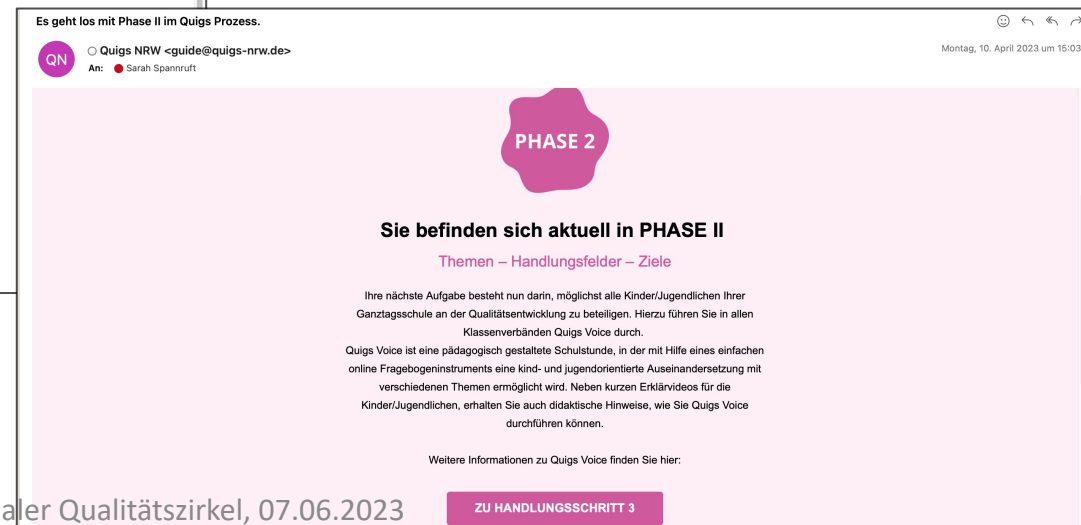 Es geht los mit Phase II im Quigs Prozess.
QN
Quigs NRW <guide@quigs-nrw.de>
Montag, 10. April 2023 um 15:03
An: Sarah Spannruft
PHASE 2
Sie befinden sich aktuell in PHASE II
Themen – Handlungsfelder – Ziele
Ihre nächste Aufgabe besteht nun darin, möglichst alle Kinder/Jugendlichen Ihrer
Ganztagsschule an der Qualitätsentwicklung zu beteiligen. Hierzu führen Sie in allen
Klassenverbänden Quigs Voice durch.
Quigs Voice ist eine pädagogisch gestaltete Schulstunde, in der mit Hilfe eines einfachen
online Fragebogeninstruments eine kind- und jugendorientierte Auseinandersetzung mit
verschiedenen Themen ermöglicht wird. Neben kurzen Erklärvideos für die
Kinder/Jugendlichen, erhalten Sie auch didaktische Hinweise, wie Sie Quigs Voice
durchführen können.
Weitere Informationen zu Quigs Voice finden Sie hier:
ZU HANDLUNGSSCHRITT 3
aler Qualitätszirkel, 07.06.2023